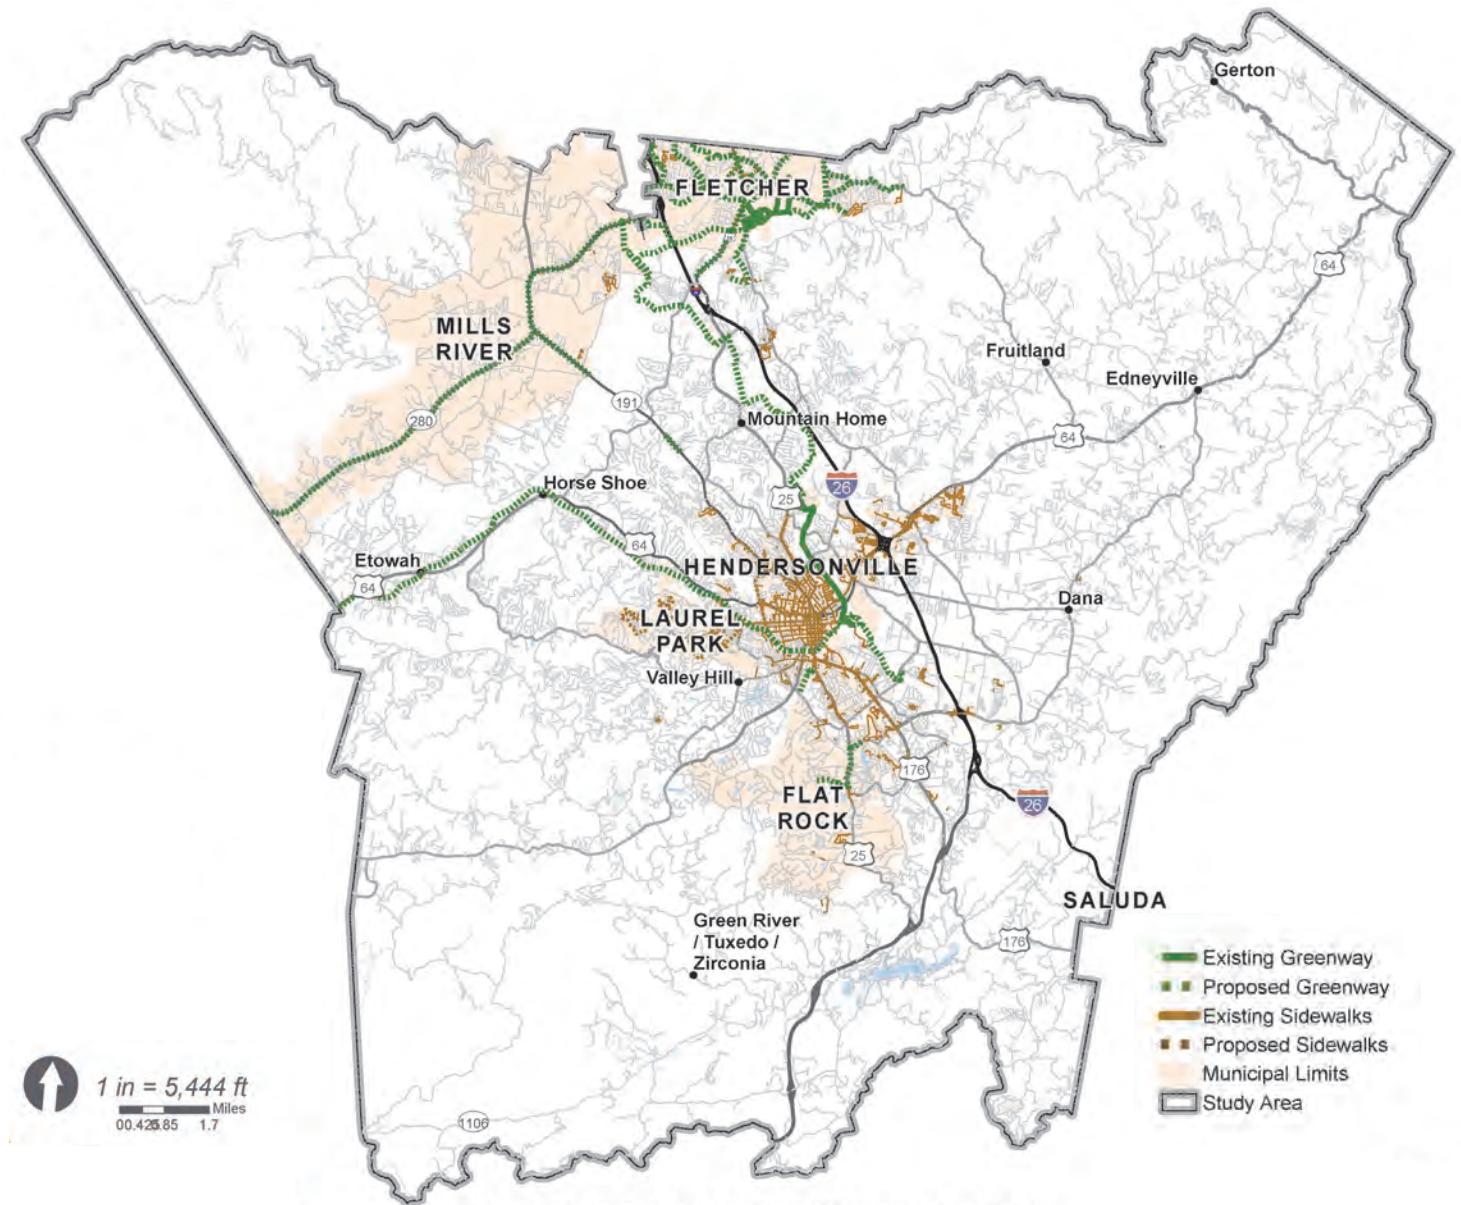 Gerton
FLETCHER
64
MILLS
RIVER
Fruitland
Edneyville
191
280
Mountain Home
64
Horse Shoe
26
25
64
Etowah
HENDERSONVILLE
64
Dana
LAUREL
PARK
Valley Hill
176
FLAT
ROCK
26
25
SALUDA
Green River
/ Tuxedo /
Zirconia
176
Existing Greenway
Proposed Greenway
Existing Sidewalks
Proposed Sidewalks
Municipal Limits
Study Area
1 in = 5,444 ft
Miles
1.7
1106